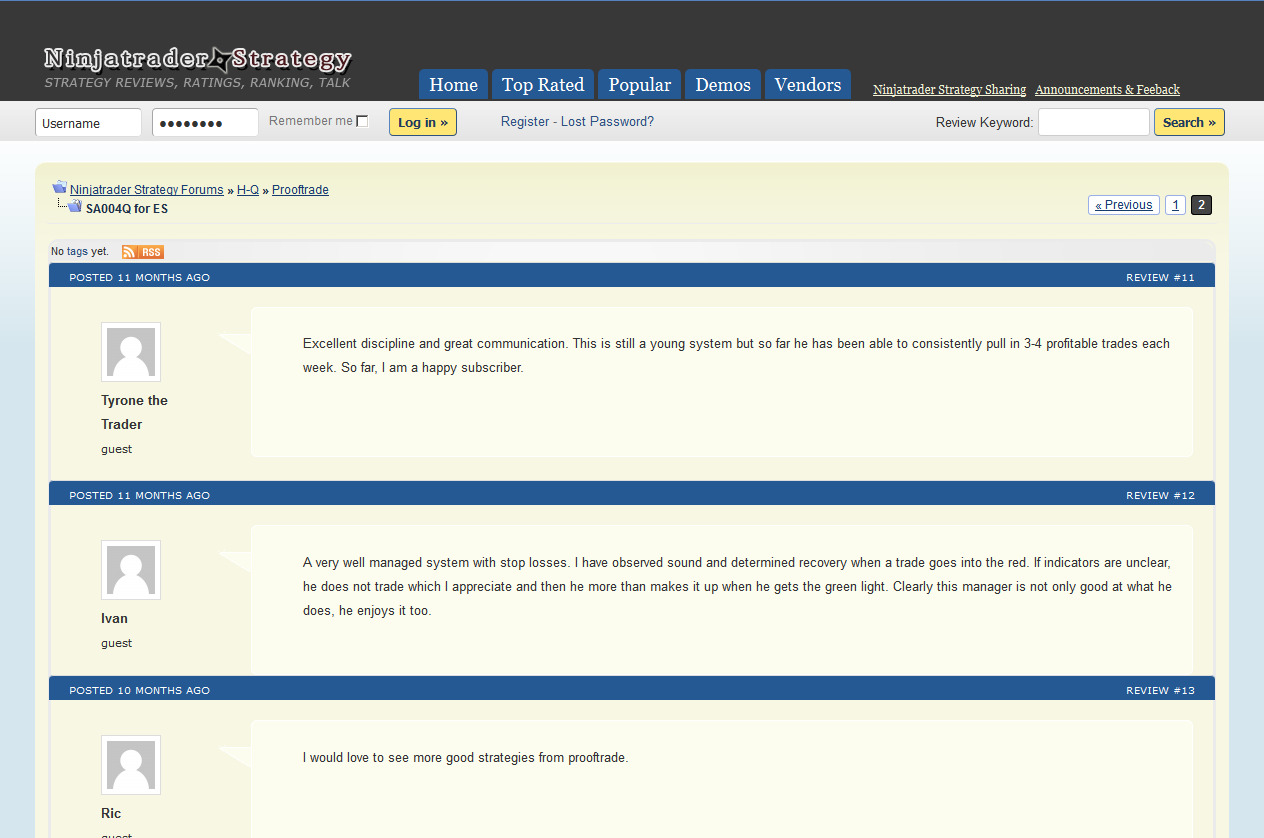 Ninjatrader Strategy
STRATEGY REVIEWS, RATINGS, RANKING, TALK
Home Top Rated Popular Demos Vendors Ninjatrader Strategy Sharing Announcements & Feeback
Username ●●●●●●●● Remember me Log in » Register - Lost Password? Review Keyword: Search »
Ninjatrader Strategy Forums » H-Q » Prooftrade
SA004Q for ES
« Previous 1 2
No tags yet. RSS
POSTED 11 MONTHS AGO REVIEW #11
Excellent discipline and great communication. This is still a young system but so far he has been able to consistently pull in 3-4 profitable trades each
week. So far, I am a happy subscriber.
Tyrone the
Trader
guest
POSTED 11 MONTHS AGO REVIEW #12
A very well managed system with stop losses. I have observed sound and determined recovery when a trade goes into the red. If indicators are unclear,
he does not trade which I appreciate and then he more than makes it up when he gets the green light. Clearly this manager is not only good at what he
does, he enjoys it too.
Ivan
guest
POSTED 10 MONTHS AGO REVIEW #13
I would love to see more good strategies from prooftrade.
Ric
guest